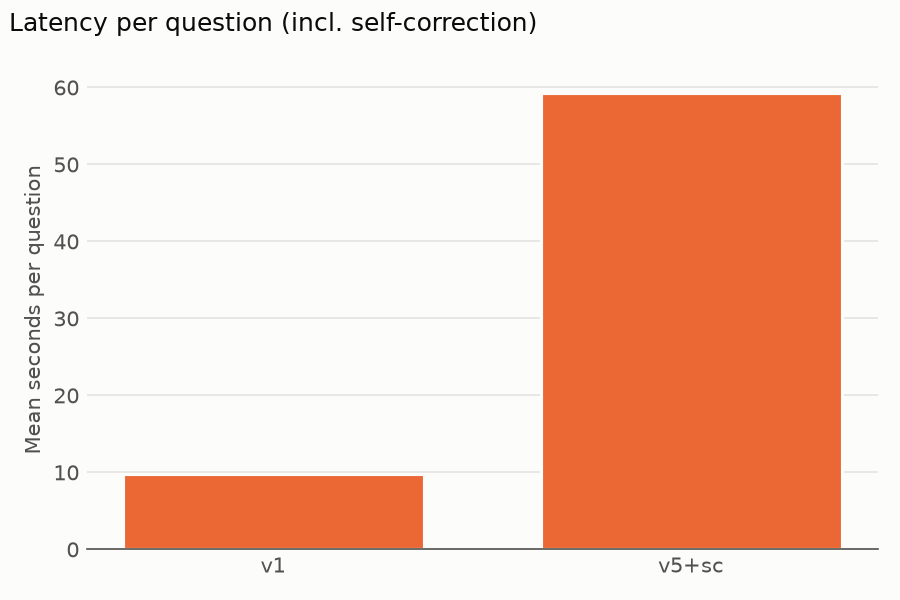 Latency per question (incl. self-correction)
Mean seconds per question
60
50
40
30
20
10
0
v1
v5+sc